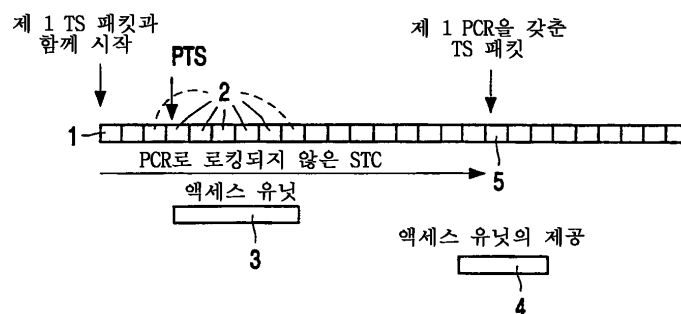 제 1 TS 패킷과
함께 시작
PTS
2
제 1 PCR을 갖춘
TS 패킷
1
PCR로 로킹되지 않은 STC
5
액세스 유닛
3
액세스 유닛의 제공
4